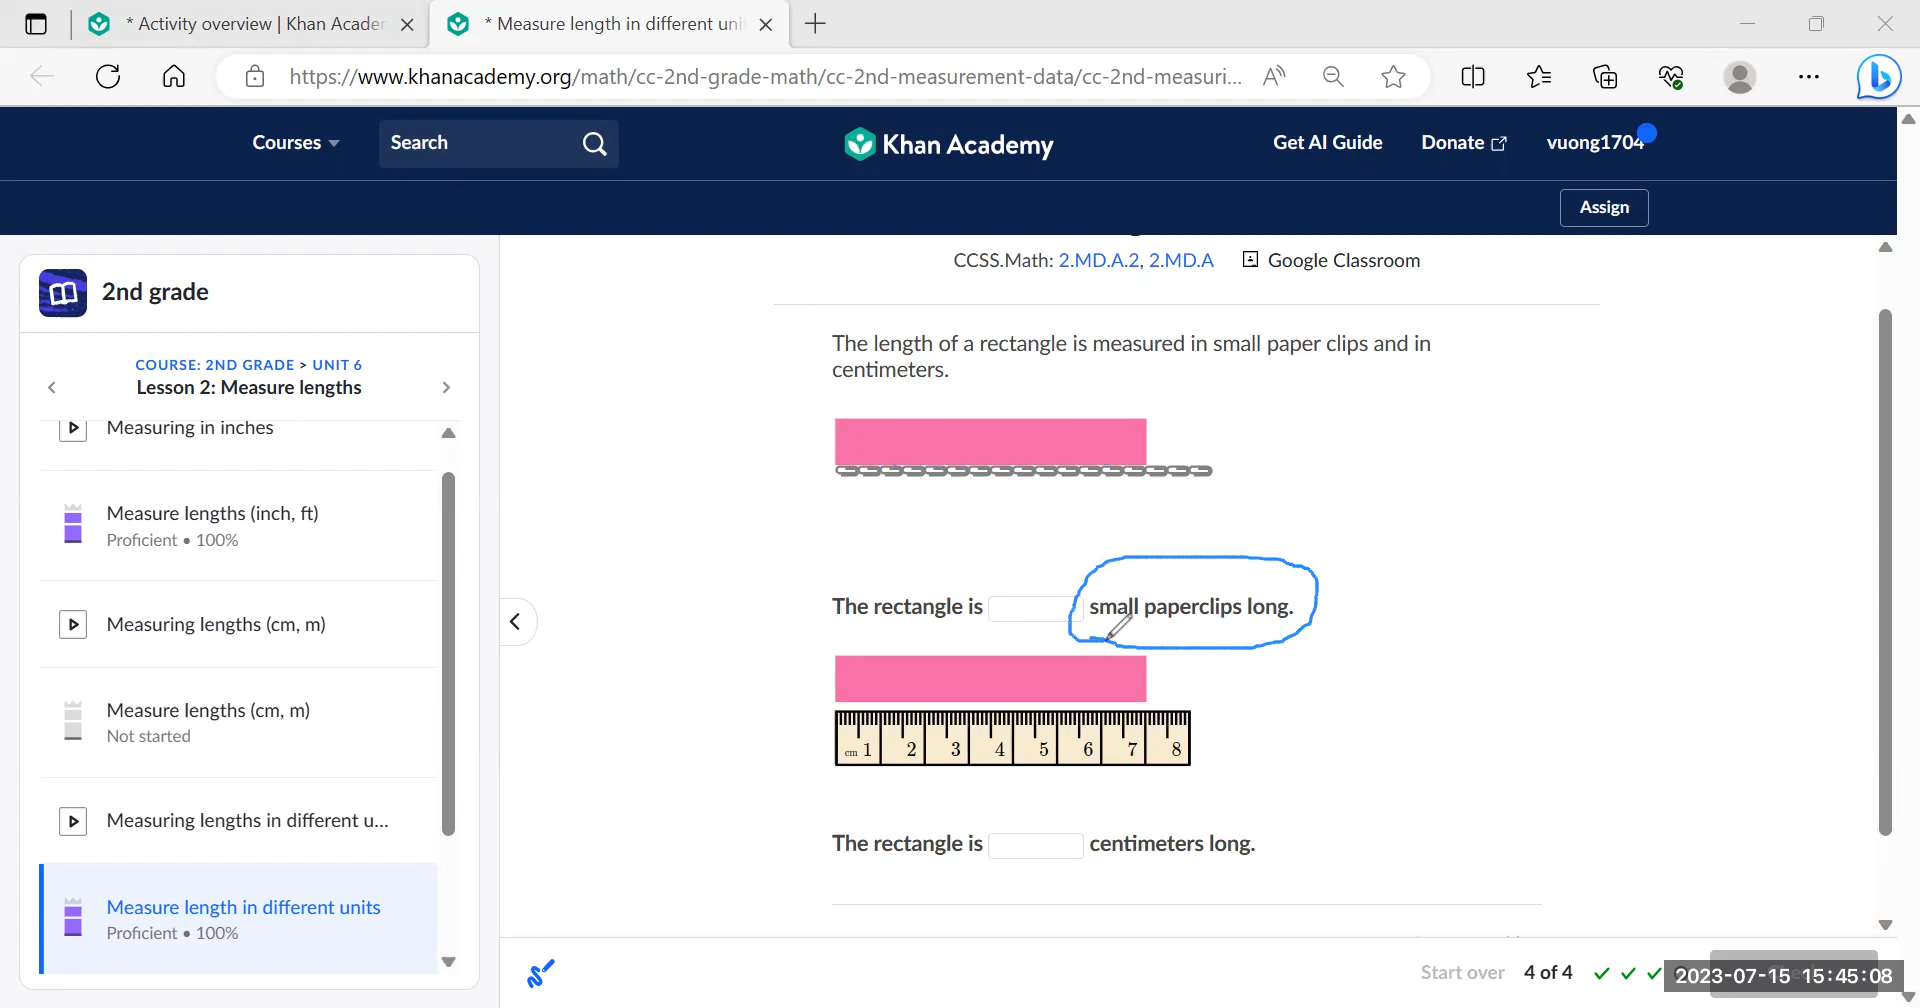 * Activity overview | Khan Acader
* Measure length in different uni
https://www.khanacademy.org/math/cc-2nd-grade-math/cc-2nd-measurement-data/cc-2nd-measuri...
Courses
Search
Khan Academy
Get AI Guide
Donate
vuong1704
Assign
2nd grade
COURSE: 2ND GRADE > UNIT 6
Lesson 2: Measure lengths
Measuring in inches
Measure lengths (inch, ft)
Proficient • 100%
Measuring lengths (cm, m)
Measure lengths (cm, m)
Not started
Measuring lengths in different u...
Measure length in different units
Proficient • 100%
CCSS.Math: 2.MD.A.2, 2.MD.A
Google Classroom
The length of a rectangle is measured in small paper clips and in
centimeters.
The rectangle is small paperclips long.
cm 1 2 3 4 5 6 7 8
The rectangle is centimeters long.
Start over 4 of 4
2023-07-15 15:45:08